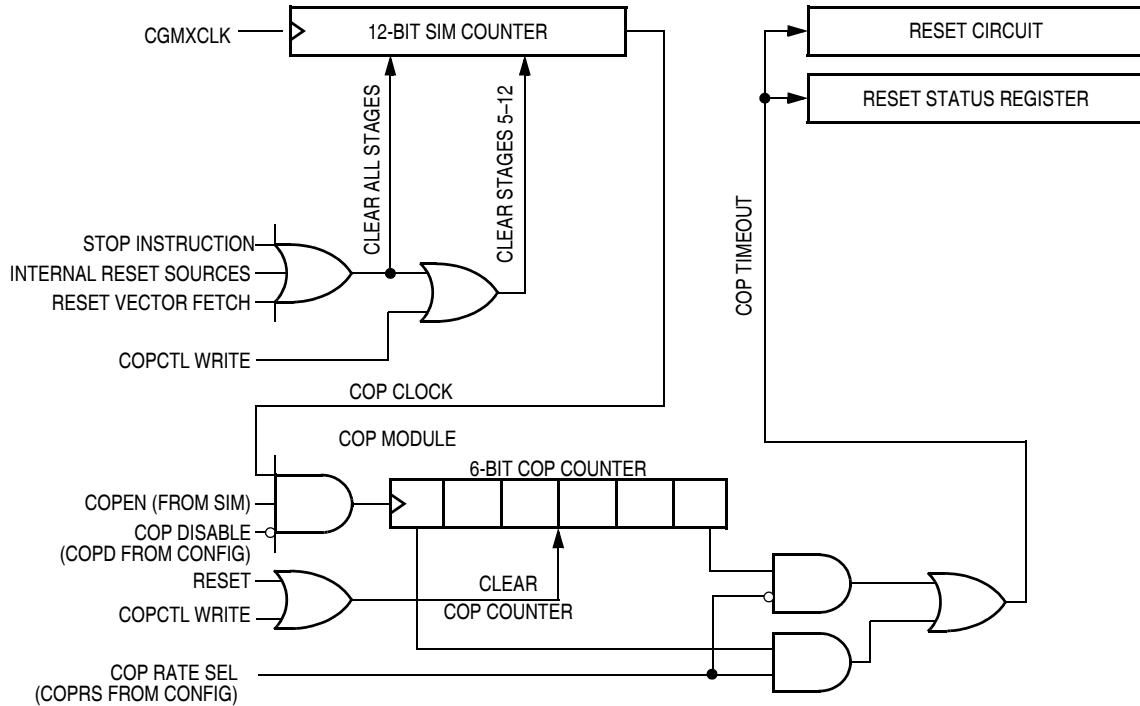 CGMXCLK
12-BIT SIM COUNTER
RESET CIRCUIT
RESET STATUS REGISTER
CLEAR ALL STAGES
CLEAR STAGES 5–12
COP TIMEOUT
STOP INSTRUCTION
INTERNAL RESET SOURCES
RESET VECTOR FETCH
COPCTL WRITE
COP CLOCK
COP MODULE
6-BIT COP COUNTER
COPEN (FROM SIM)
COP DISABLE
(COPD FROM CONFIG)
RESET
COPCTL WRITE
CLEAR
COP COUNTER
COP RATE SEL
(COPRS FROM CONFIG)